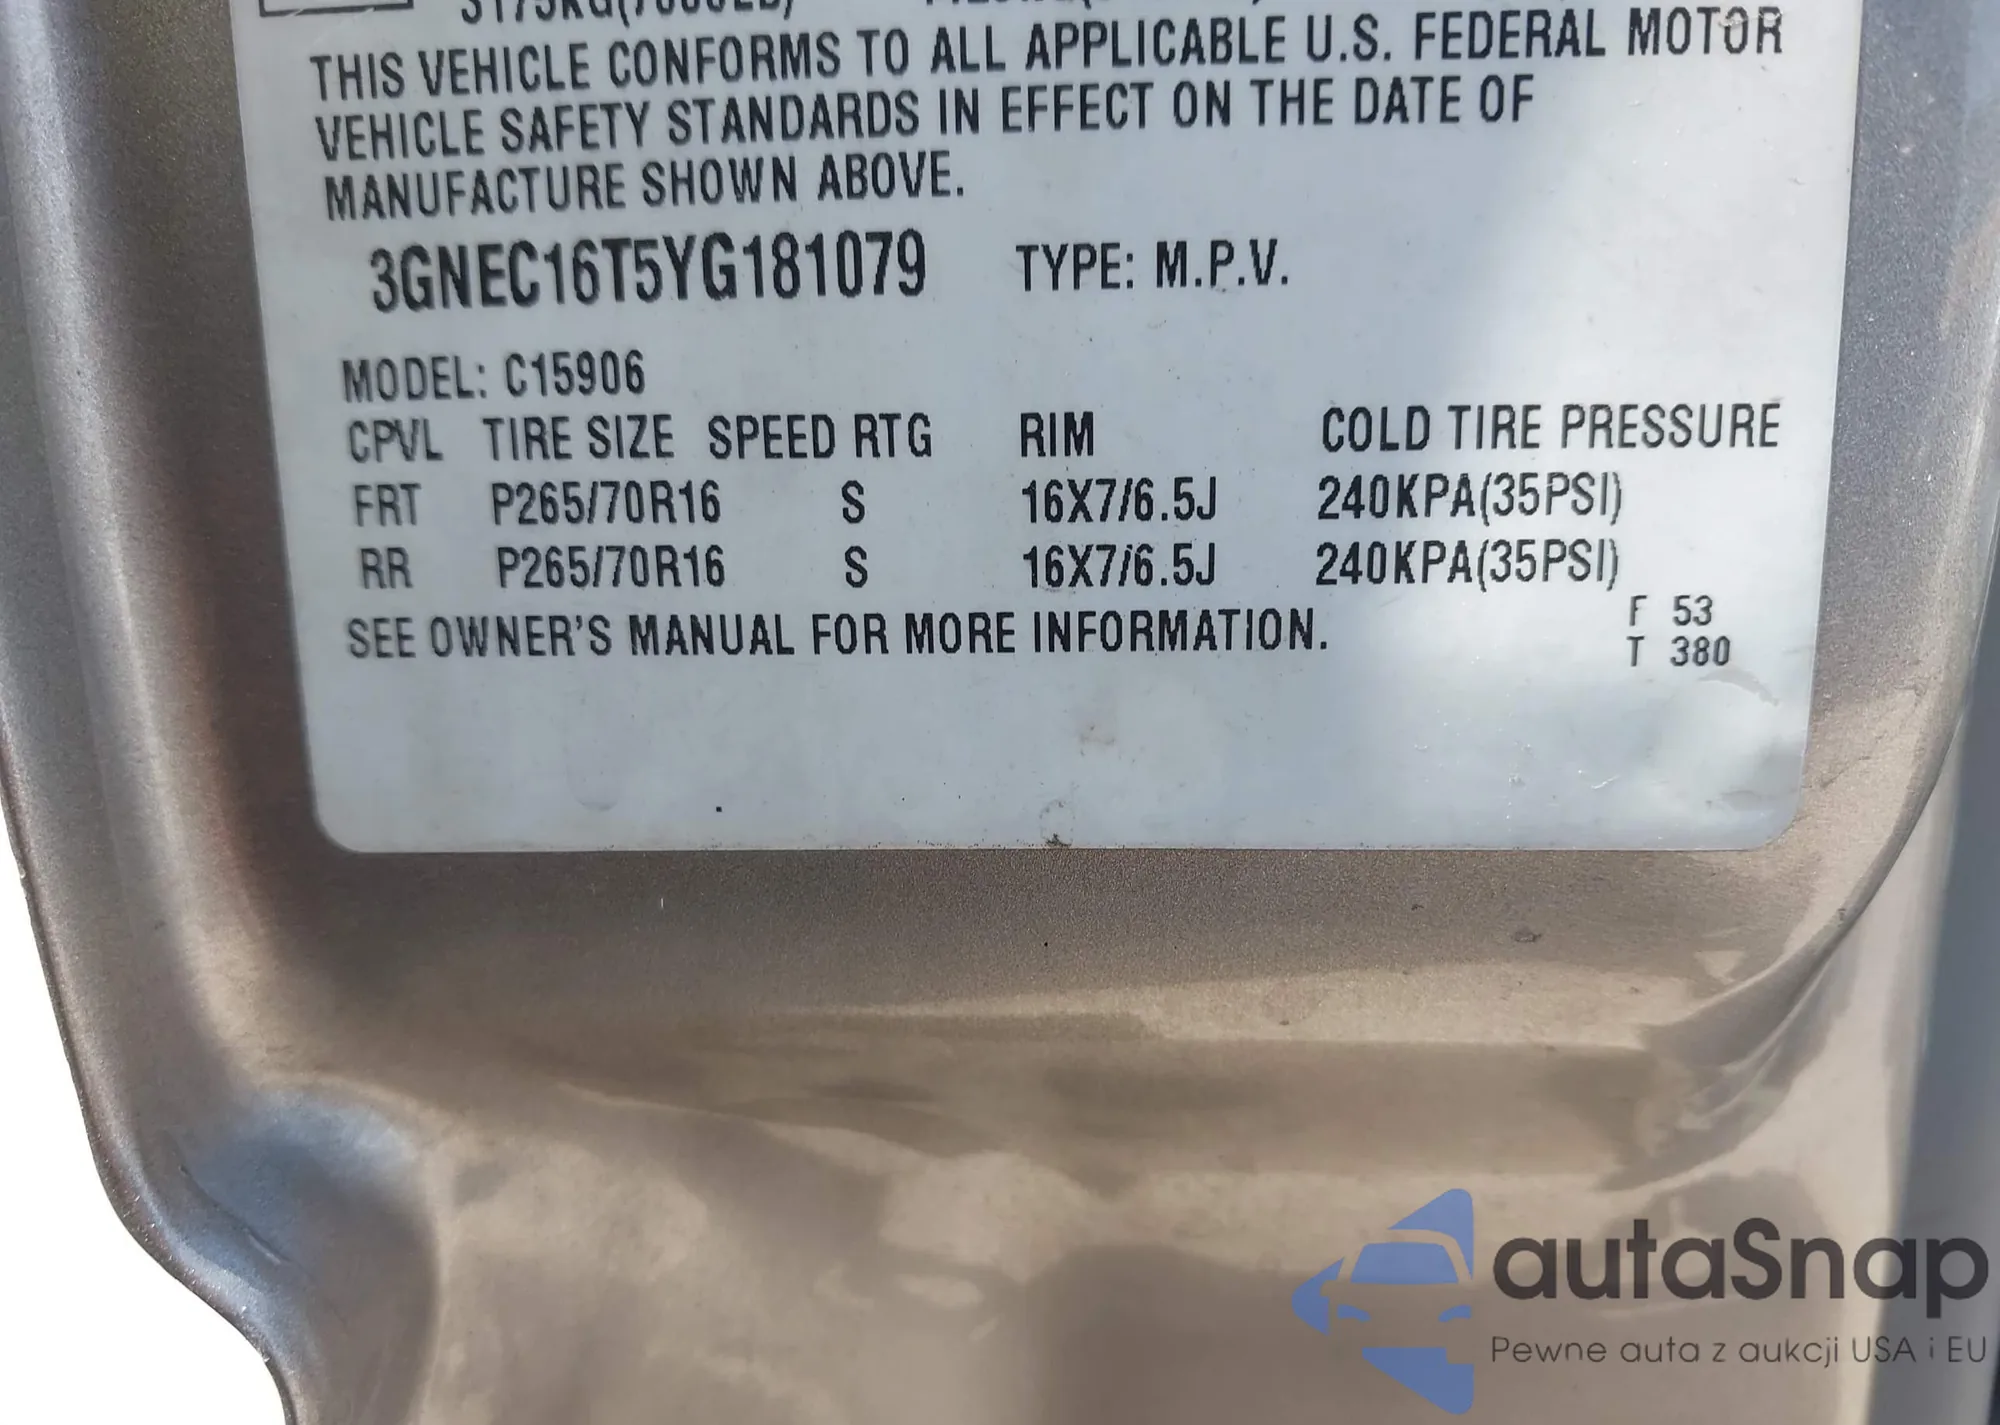 THIS VEHICLE CONFORMS TO ALL APPLICABLE U.S. FEDERAL MOTOR
VEHICLE SAFETY STANDARDS IN EFFECT ON THE DATE OF
MANUFACTURE SHOWN ABOVE.
3GNEC16T5YG181079 TYPE: M.P.V.
MODEL: C15906
CPVL TIRE SIZE SPEED RTG RIM COLD TIRE PRESSURE
FRT P265/70R16 S 16X7/6.5J 240KPA(35PSI)
RR P265/70R16 S 16X7/6.5J 240KPA(35PSI)
SEE OWNER'S MANUAL FOR MORE INFORMATION.
F 53
T 380
autaSnap
Pewne auta z aukcji USA i EU